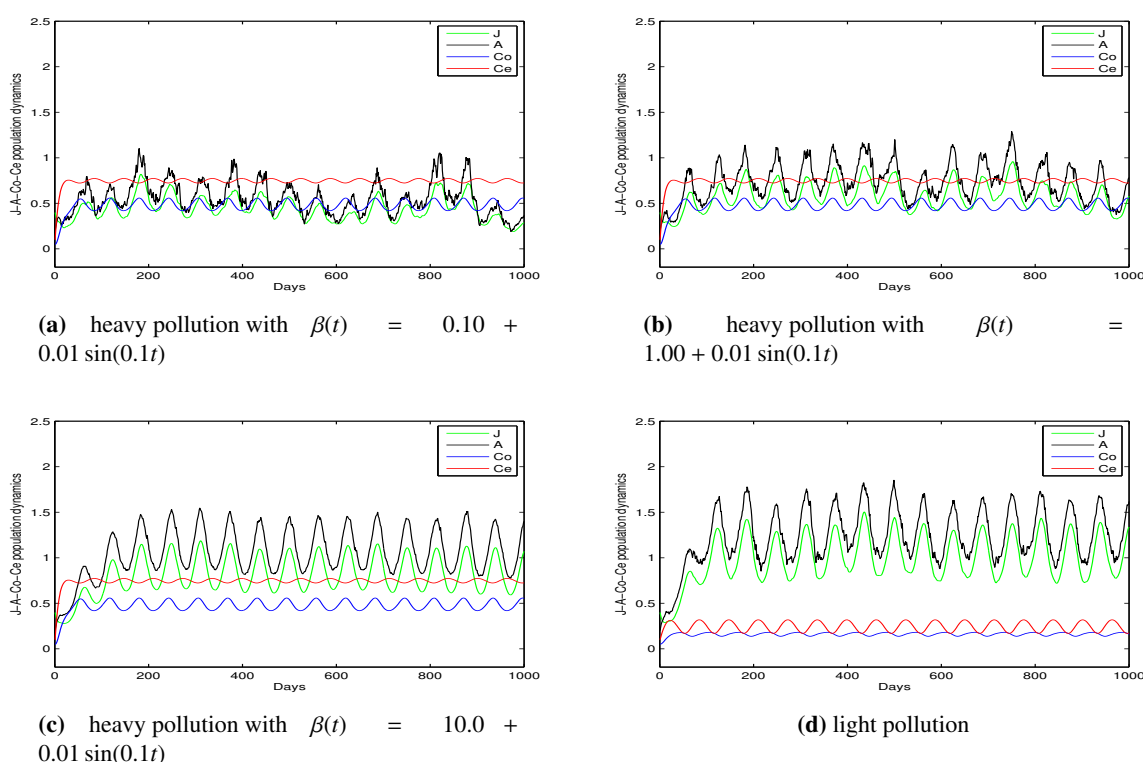 2.5
2
1.5
1
0.5
0
0 200 400 600 800 1000
Days
J-A-Co-Ce population dynamics
J
A
Co
Ce
(a) heavy pollution with β(t) = 0.10 +
0.01 sin(0.1t)
2.5
2
1.5
1
0.5
0
0 200 400 600 800 1000
Days
J-A-Co-Ce population dynamics
J
A
Co
Ce
(b) heavy pollution with β(t) =
1.00 + 0.01 sin(0.1t)
2.5
2
1.5
1
0.5
0
0 200 400 600 800 1000
Days
J-A-Co-Ce population dynamics
J
A
Co
Ce
(c) heavy pollution with β(t) = 10.0 +
0.01 sin(0.1t)
2.5
2
1.5
1
0.5
0
0 200 400 600 800 1000
Days
J-A-Co-Ce population dynamics
J
A
Co
Ce
(d) light pollution